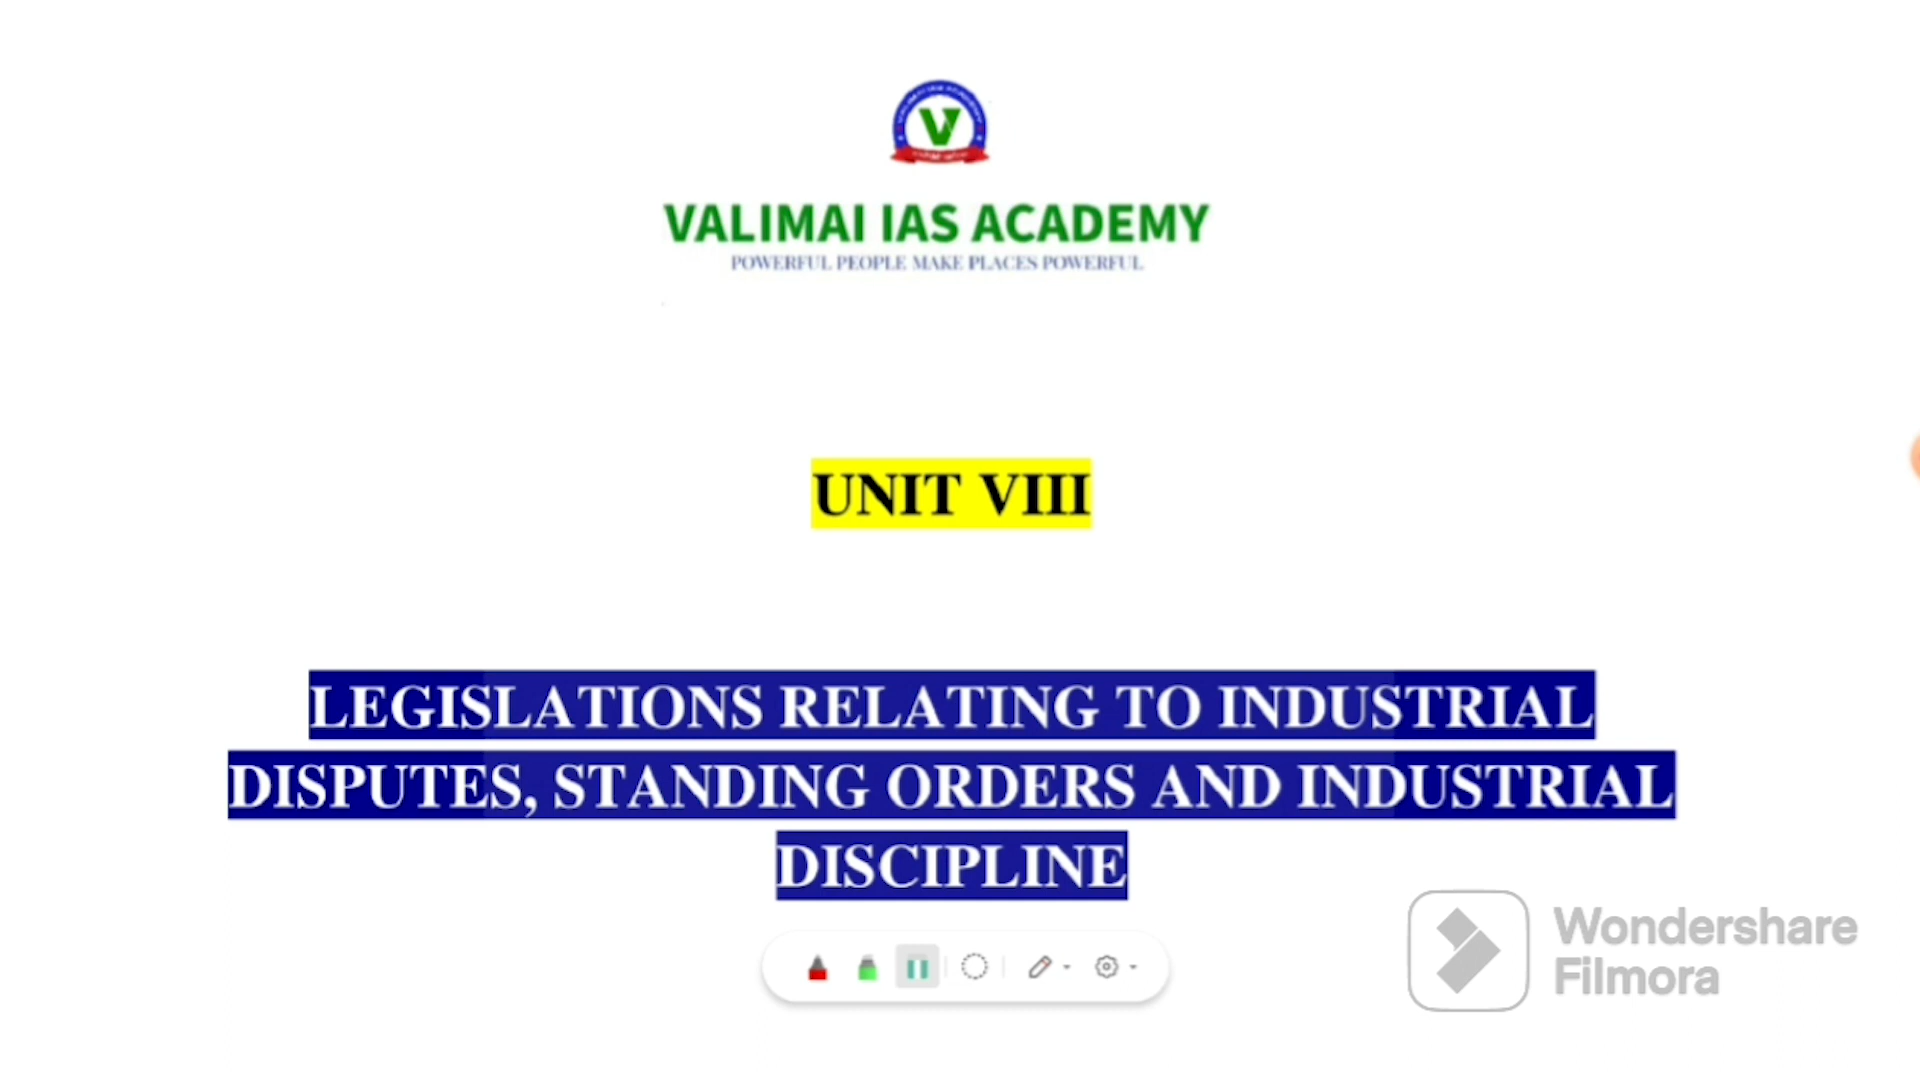 V
VALIMAI IAS ACADEMY
POWERFUL PEOPLE MAKE PLACES POWERFUL
UNIT VIII
LEGISLATIONS RELATING TO INDUSTRIAL
DISPUTES, STANDING ORDERS AND INDUSTRIAL
DISCIPLINE
Wondershare
Filmora